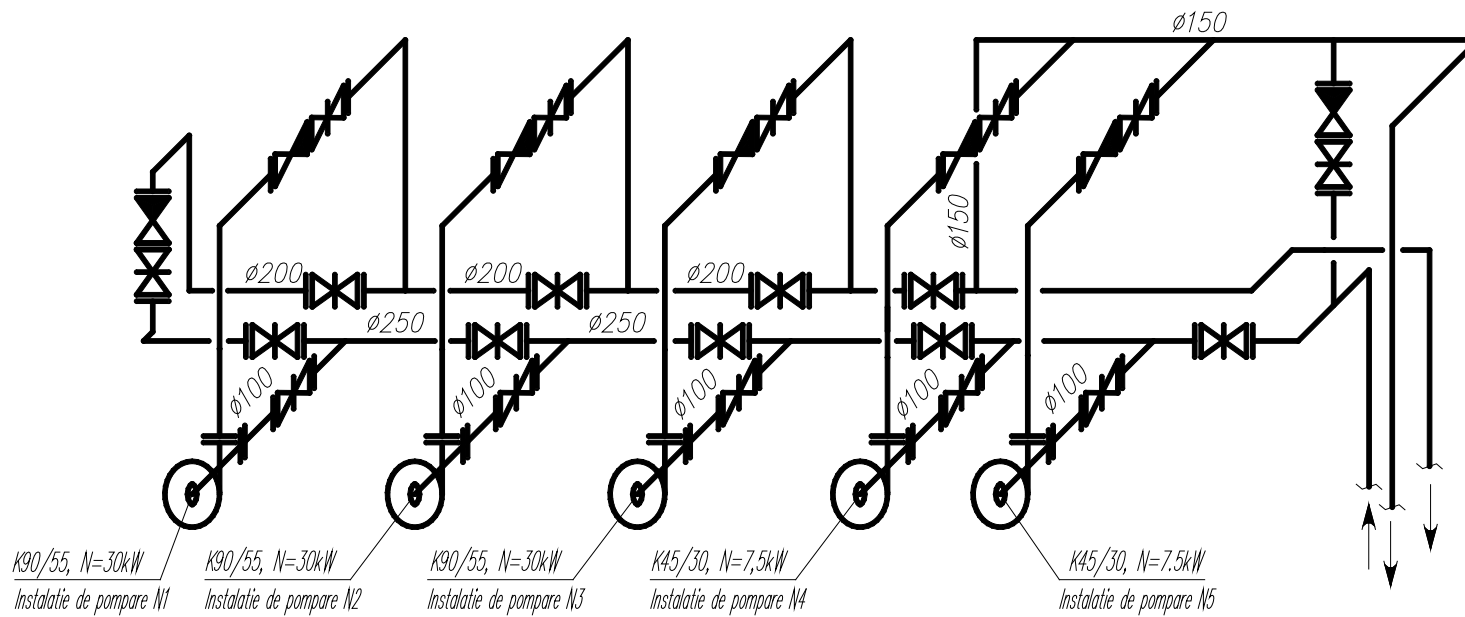 ø150
ø150
ø200
ø200
ø200
ø250
ø250
ø100
ø100
ø100
ø100
ø100
K90/55, N=30kW
Instalatie de pompare N1
K90/55, N=30kW
Instalatie de pompare N2
K90/55, N=30kW
Instalatie de pompare N3
K45/30, N=7,5kW
Instalatie de pompare N4
K45/30, N=7.5kW
Instalatie de pompare N5